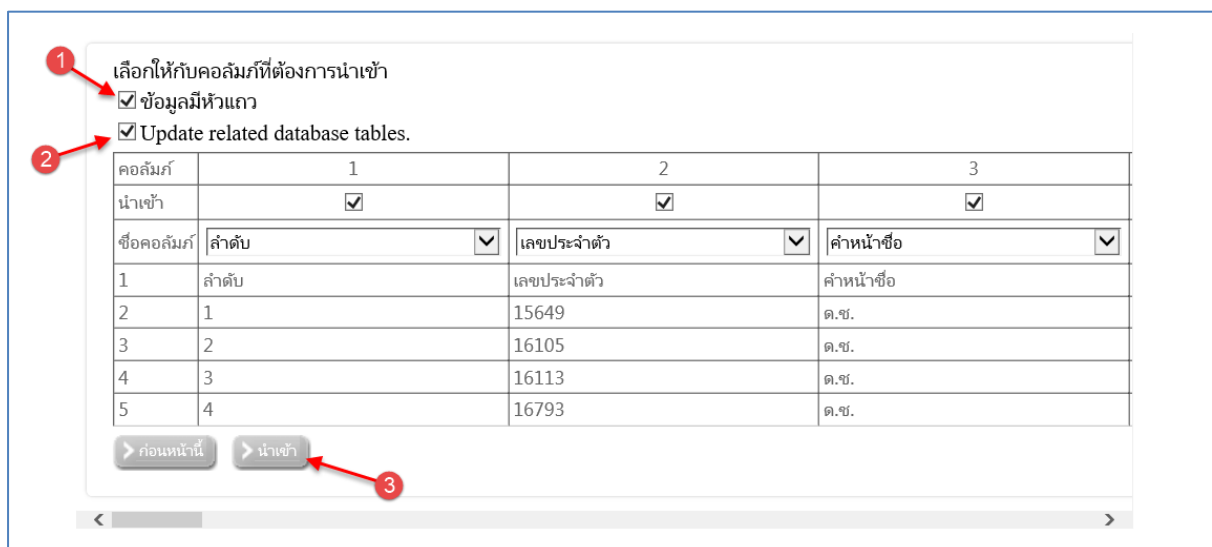 1
เลือกให้กับคอลัมภ์ที่ต้องการนำเข้า
ข้อมูลมีหัวแถว
2
Update related database tables.
คอลัมภ์ 1 2 3
นำเข้า
ชื่อคอลัมภ์ ลำดับ เลขประจำตัว คำหน้าชื่อ
1 ลำดับ เลขประจำตัว คำหน้าชื่อ
2 1 15649 ด.ช.
3 2 16105 ด.ช.
4 3 16113 ด.ช.
5 4 16793 ด.ช.
ก่อนหน้านี้ นำเข้า
3